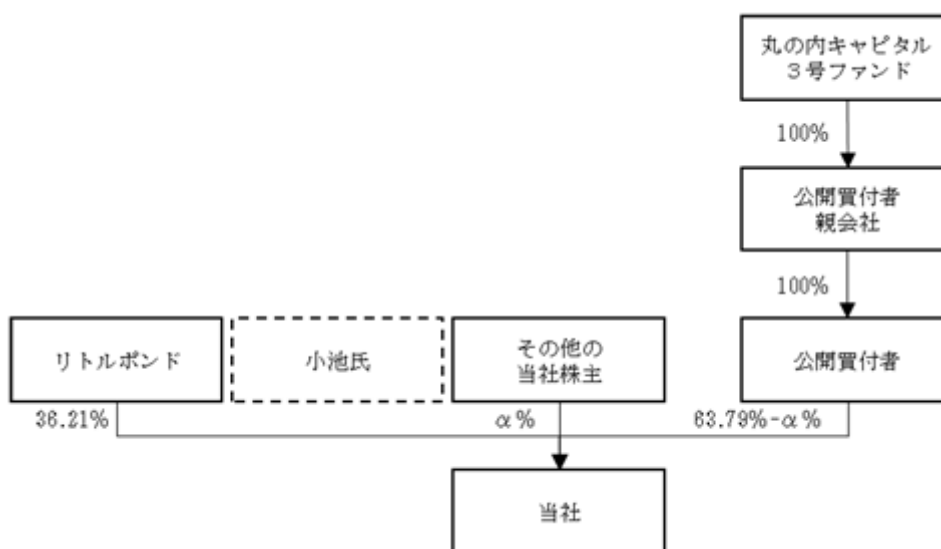 丸の内キャピタル
３号ファンド
100%
公開買付者
親会社
100%
リトルポンド
小池氏
その他の
当社株主
公開買付者
36.21%
α%
63.79%-α%
当社